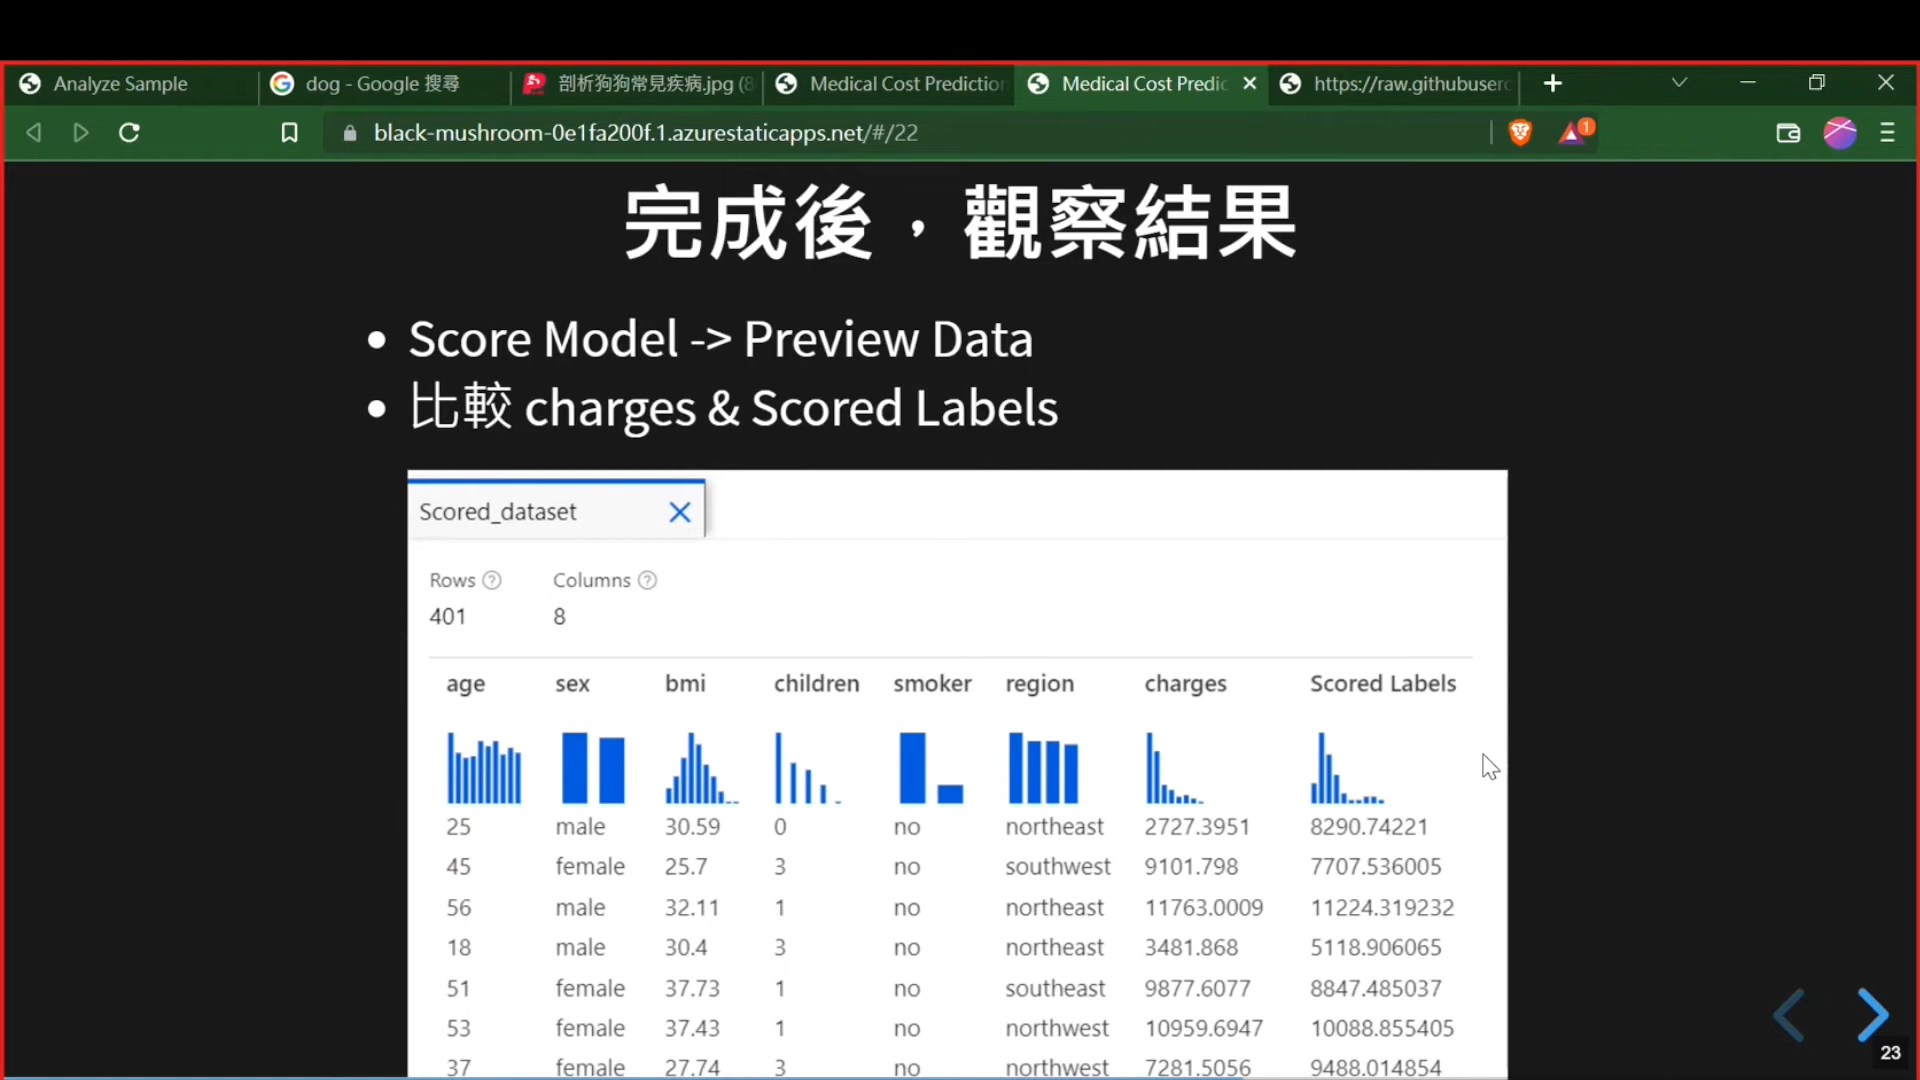 Analyze Sample
dog - Google 搜尋
剖析狗狗常見疾病.jpg (8
Medical Cost Prediction
Medical Cost Predic
https://raw.githubuserc
black-mushroom-0e1fa200f.1.azurestaticapps.net/#/22
1
完成後，觀察結果
Score Model -> Preview Data
比較 charges & Scored Labels
Scored_dataset
Rows Columns
401 8
age sex bmi children smoker region charges Scored Labels
25 male 30.59 0 no northeast 2727.3951 8290.74221
45 female 25.7 3 no southwest 9101.798 7707.536005
56 male 32.11 1 no northeast 11763.0009 11224.319232
18 male 30.4 3 no northeast 3481.868 5118.906065
51 female 37.73 1 no southeast 9877.6077 8847.485037
53 female 37.43 1 no northwest 10959.6947 10088.855405
37 female 27.74 3 no northwest 7281.5056 9488.014854
23